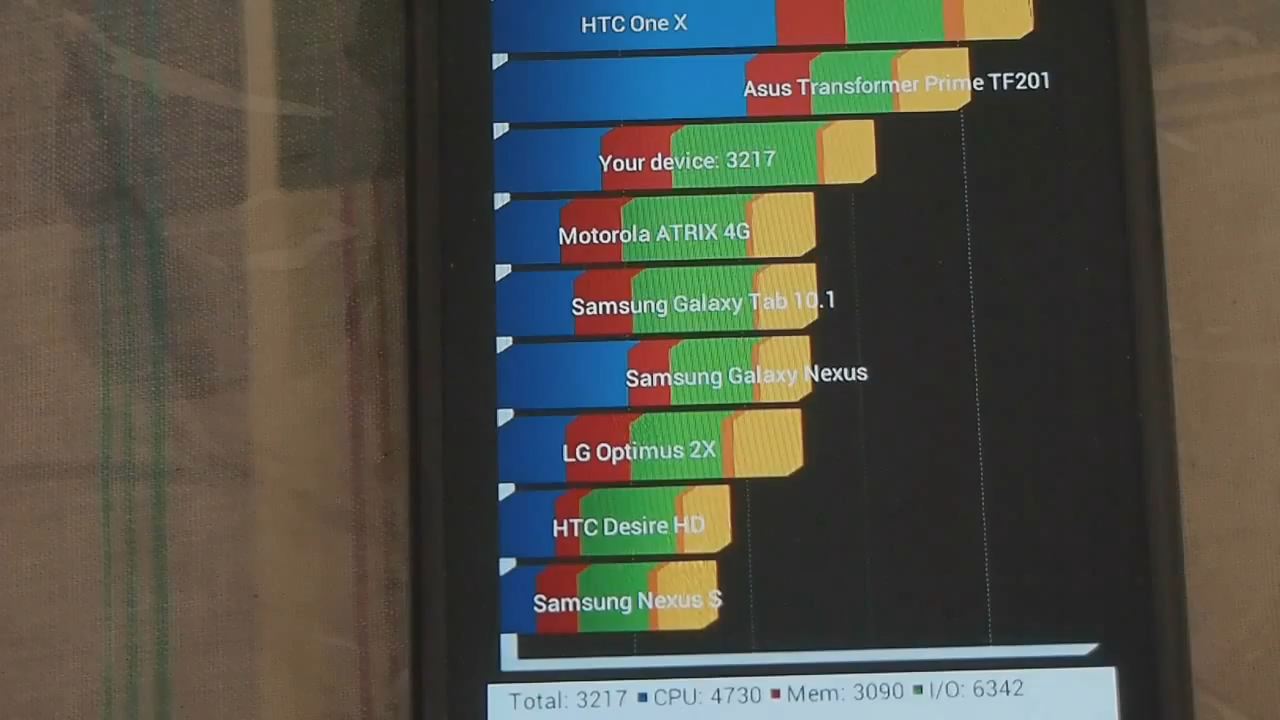 HTC One X
Asus Transformer Prime TF201
Your device: 3217
Motorola ATRIX 4G
Samsung Galaxy Tab 10.1
Samsung Galaxy Nexus
LG Optimus 2X
HTC Desire HD
Samsung Nexus S
Total: 3217 CPU: 4730 Mem: 3090 I/O: 6342